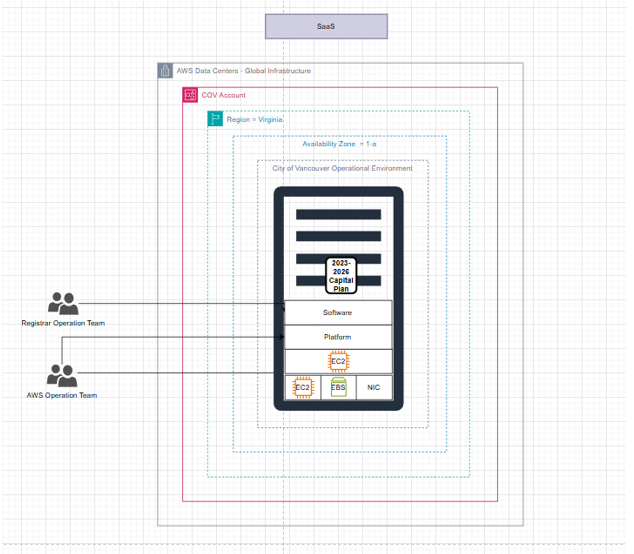 SaaS
AWS Data Centers - Global Infrastructure
COV Account
Region = Virginia
Availability Zone = 1-a
City of Vancouver Operational Environment
2023-
2026
Capital
Plan
Software
Registrar Operation Team
Platform
EC2
AWS Operation Team
EC2
EBS
NIC